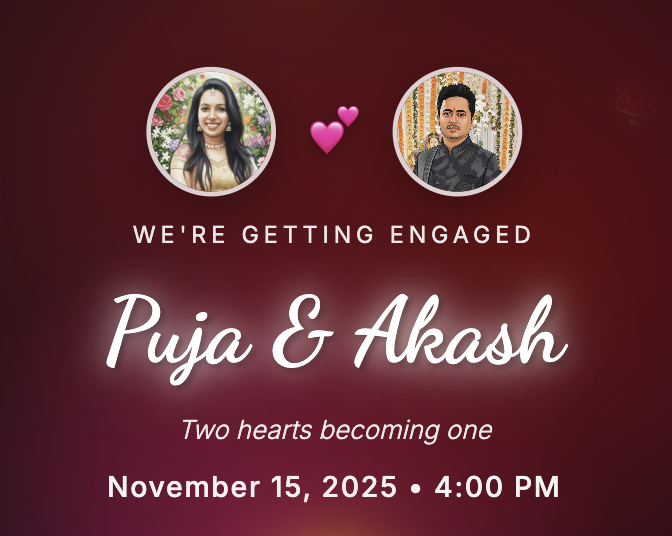 WE'RE GETTING ENGAGED
Puja & Akash
Two hearts becoming one
November 15, 2025 • 4:00 PM